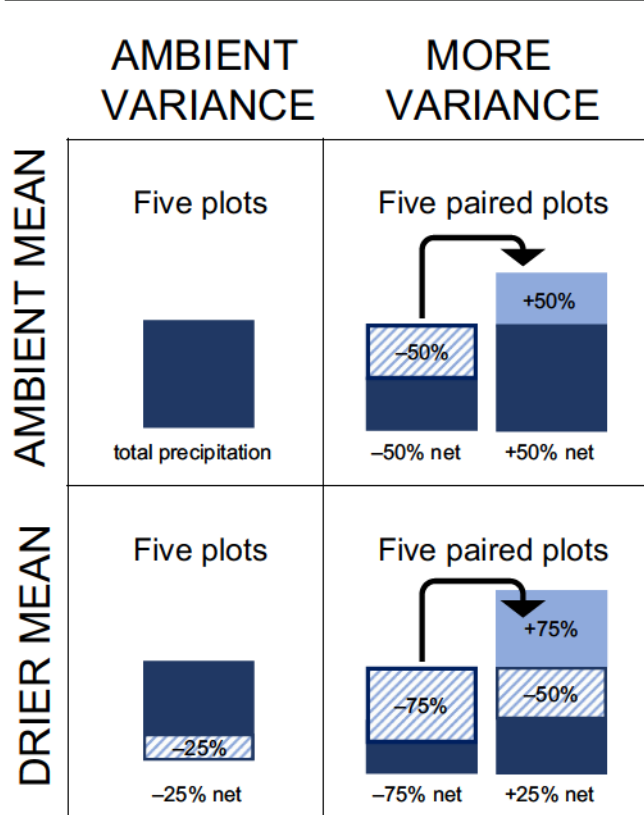 AMBIENT
VARIANCE
MORE
VARIANCE
AMBIENT MEAN
Five plots
total precipitation
Five paired plots
+50%
–50%
–50% net
+50% net
DRIER MEAN
Five plots
–25%
–25% net
Five paired plots
+75%
–75%
–50%
–75% net
+25% net